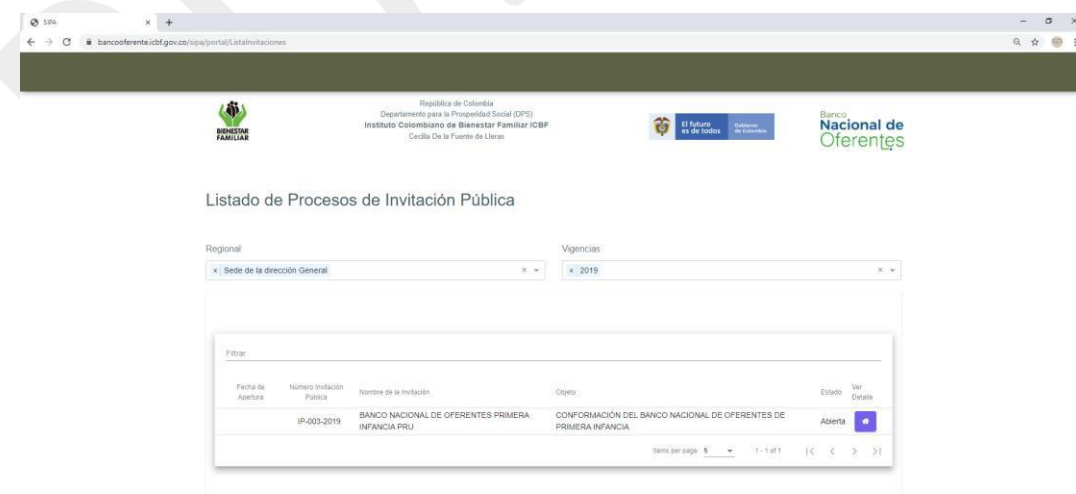 SIPA
bancooferente.icbf.gov.co/sipa/portal/ListaInvitaciones
BIENESTAR
FAMILIAR
República de Colombia
Departamento para la Prosperidad Social (DPS)
Instituto Colombiano de Bienestar Familiar ICBF
Cecilia De la Fuente de Lleras
El futuro
es de todos
Gobierno
de Colombia
Banco
Nacional de
Oferentes
Listado de Procesos de Invitación Pública
Regional
Vigencias
× Sede de la dirección General
× 2019
Filtrar
Fecha de
Apertura
Número Invitación
Pública
Nombre de la Invitación
Objeto
Estado
Ver
Detalle
IP-003-2019
BANCO NACIONAL DE OFERENTES PRIMERA
INFANCIA PRU
CONFORMACIÓN DEL BANCO NACIONAL DE OFERENTES DE
PRIMERA INFANCIA
Abierta
Items per page 5
1 - 1 of 1